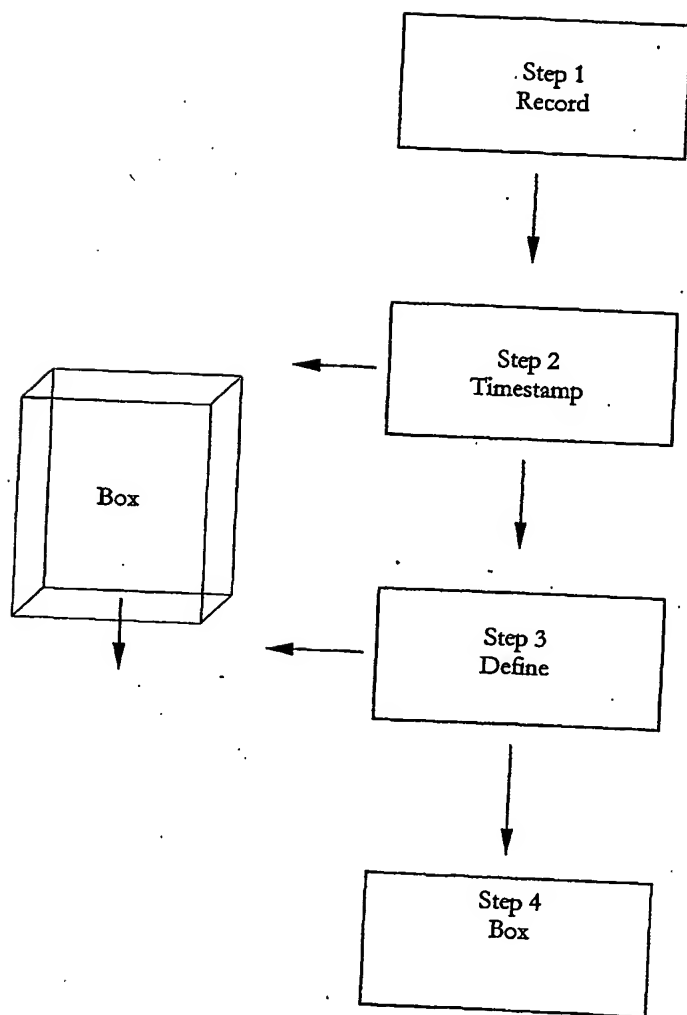 Step 1
Record
Step 2
Timestamp
Box
Step 3
Define
Step 4
Box